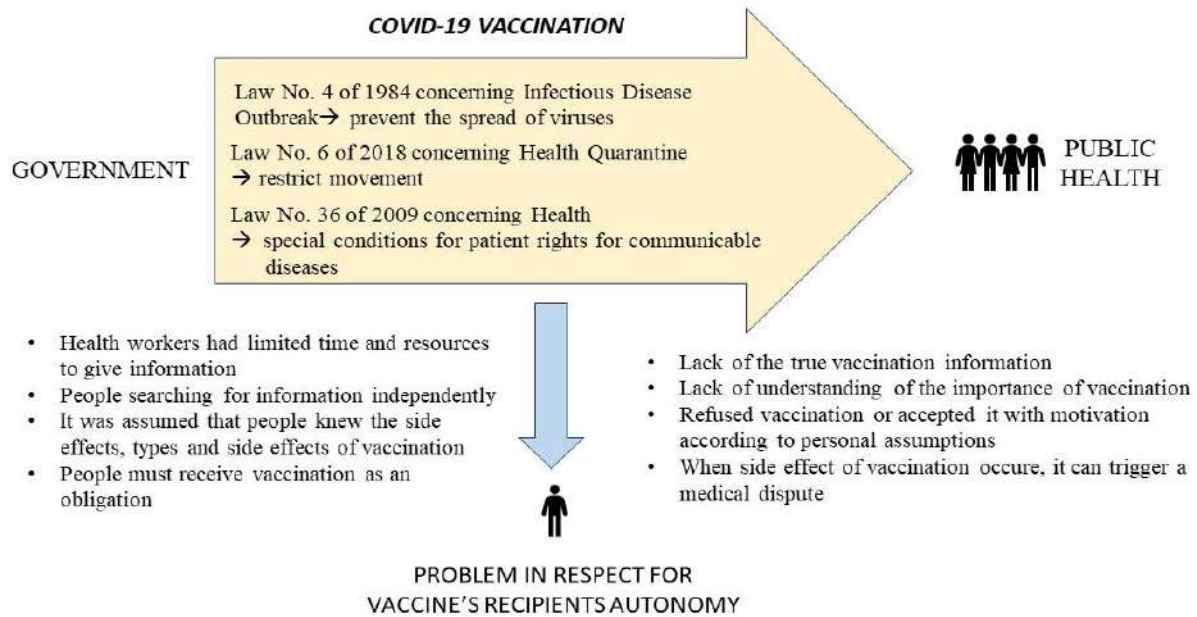 COVID-19 VACCINATION
GOVERNMENT
Law No. 4 of 1984 concerning Infectious Disease
Outbreak→ prevent the spread of viruses
Law No. 6 of 2018 concerning Health Quarantine
→ restrict movement
Law No. 36 of 2009 concerning Health
→ special conditions for patient rights for communicable
diseases
PUBLIC
HEALTH
• Health workers had limited time and resources
to give information
• People searching for information independently
• It was assumed that people knew the side
effects, types and side effects of vaccination
• People must receive vaccination as an
obligation
• Lack of the true vaccination information
• Lack of understanding of the importance of vaccination
• Refused vaccination or accepted it with motivation
according to personal assumptions
• When side effect of vaccination occure, it can trigger a
medical dispute
PROBLEM IN RESPECT FOR
VACCINE'S RECIPIENTS AUTONOMY